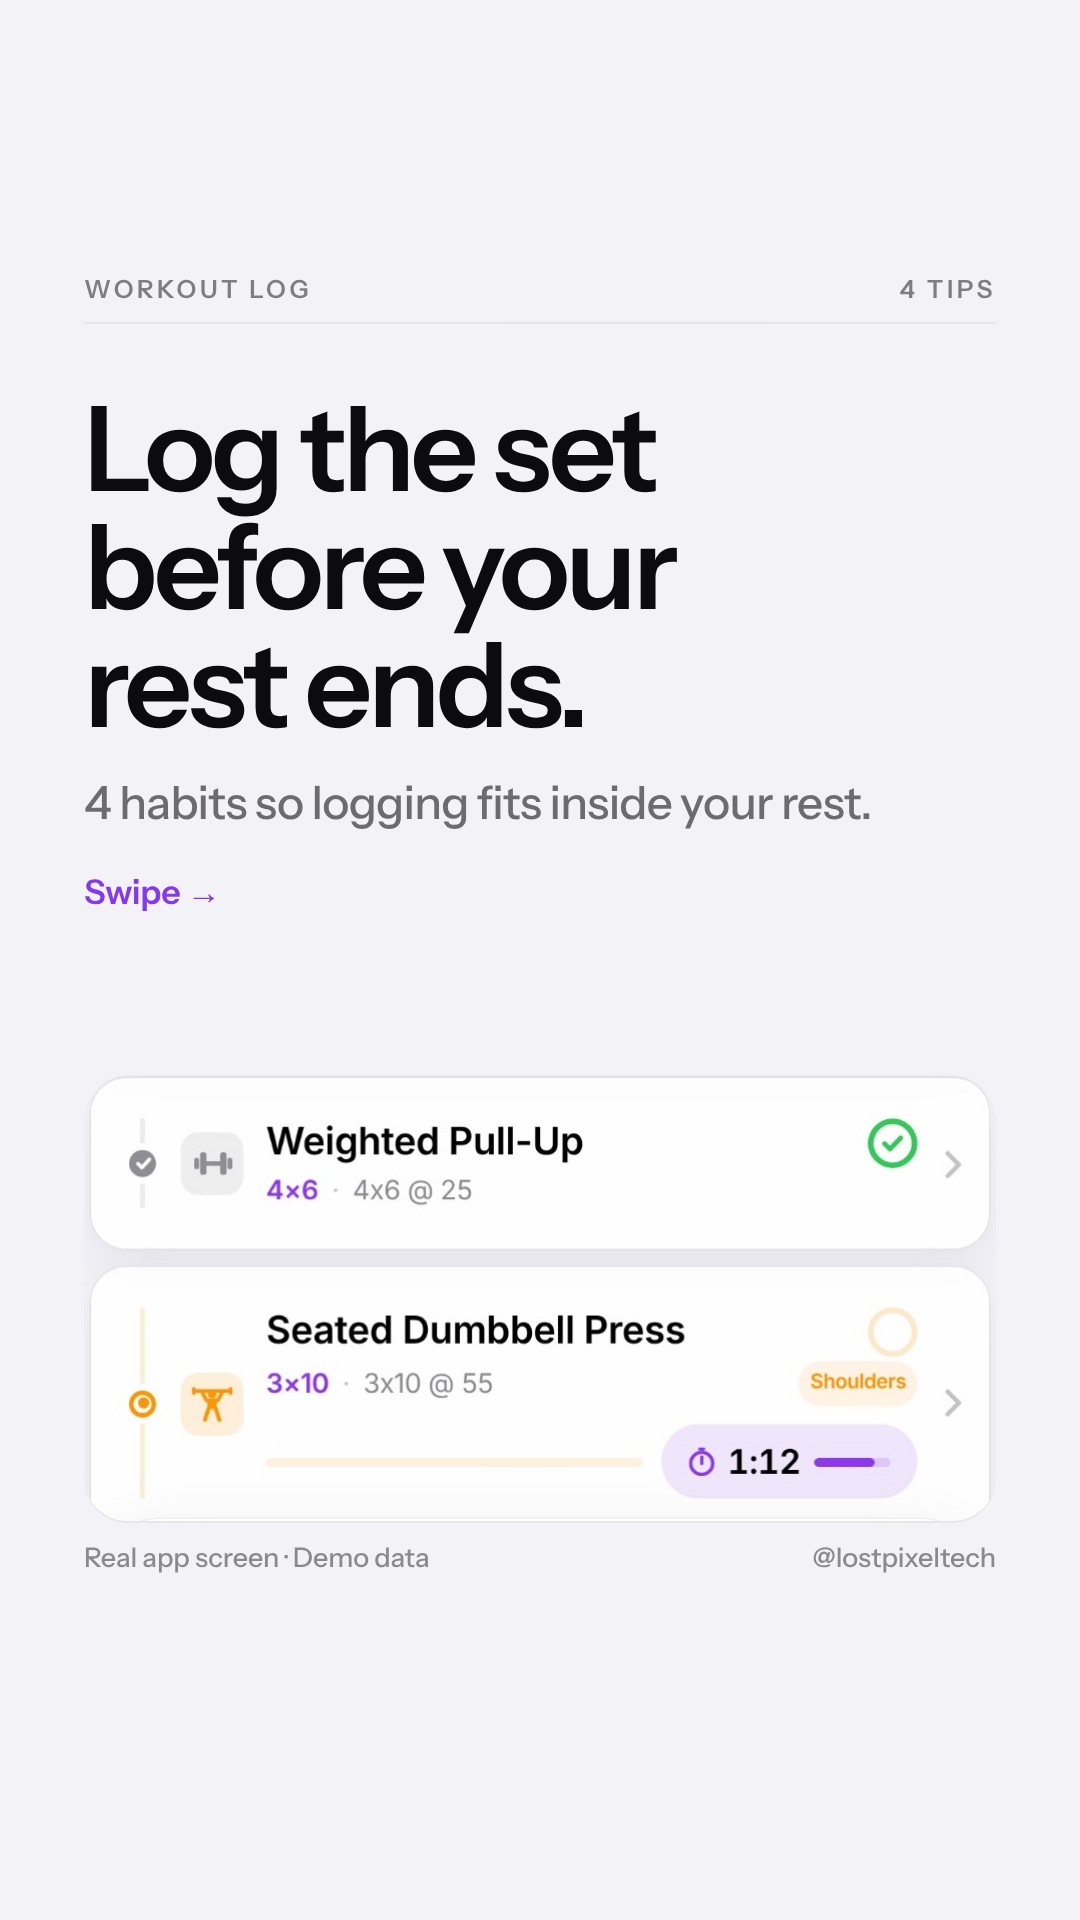 WORKOUT LOG
4 TIPS
Log the set
before your
rest ends.
4 habits so logging fits inside your rest.
Swipe →
Weighted Pull-Up
4×6 · 4x6 @ 25
Seated Dumbbell Press
3×10 · 3x10 @ 55
Shoulders
1:12
Real app screen · Demo data
@lostpixeltech